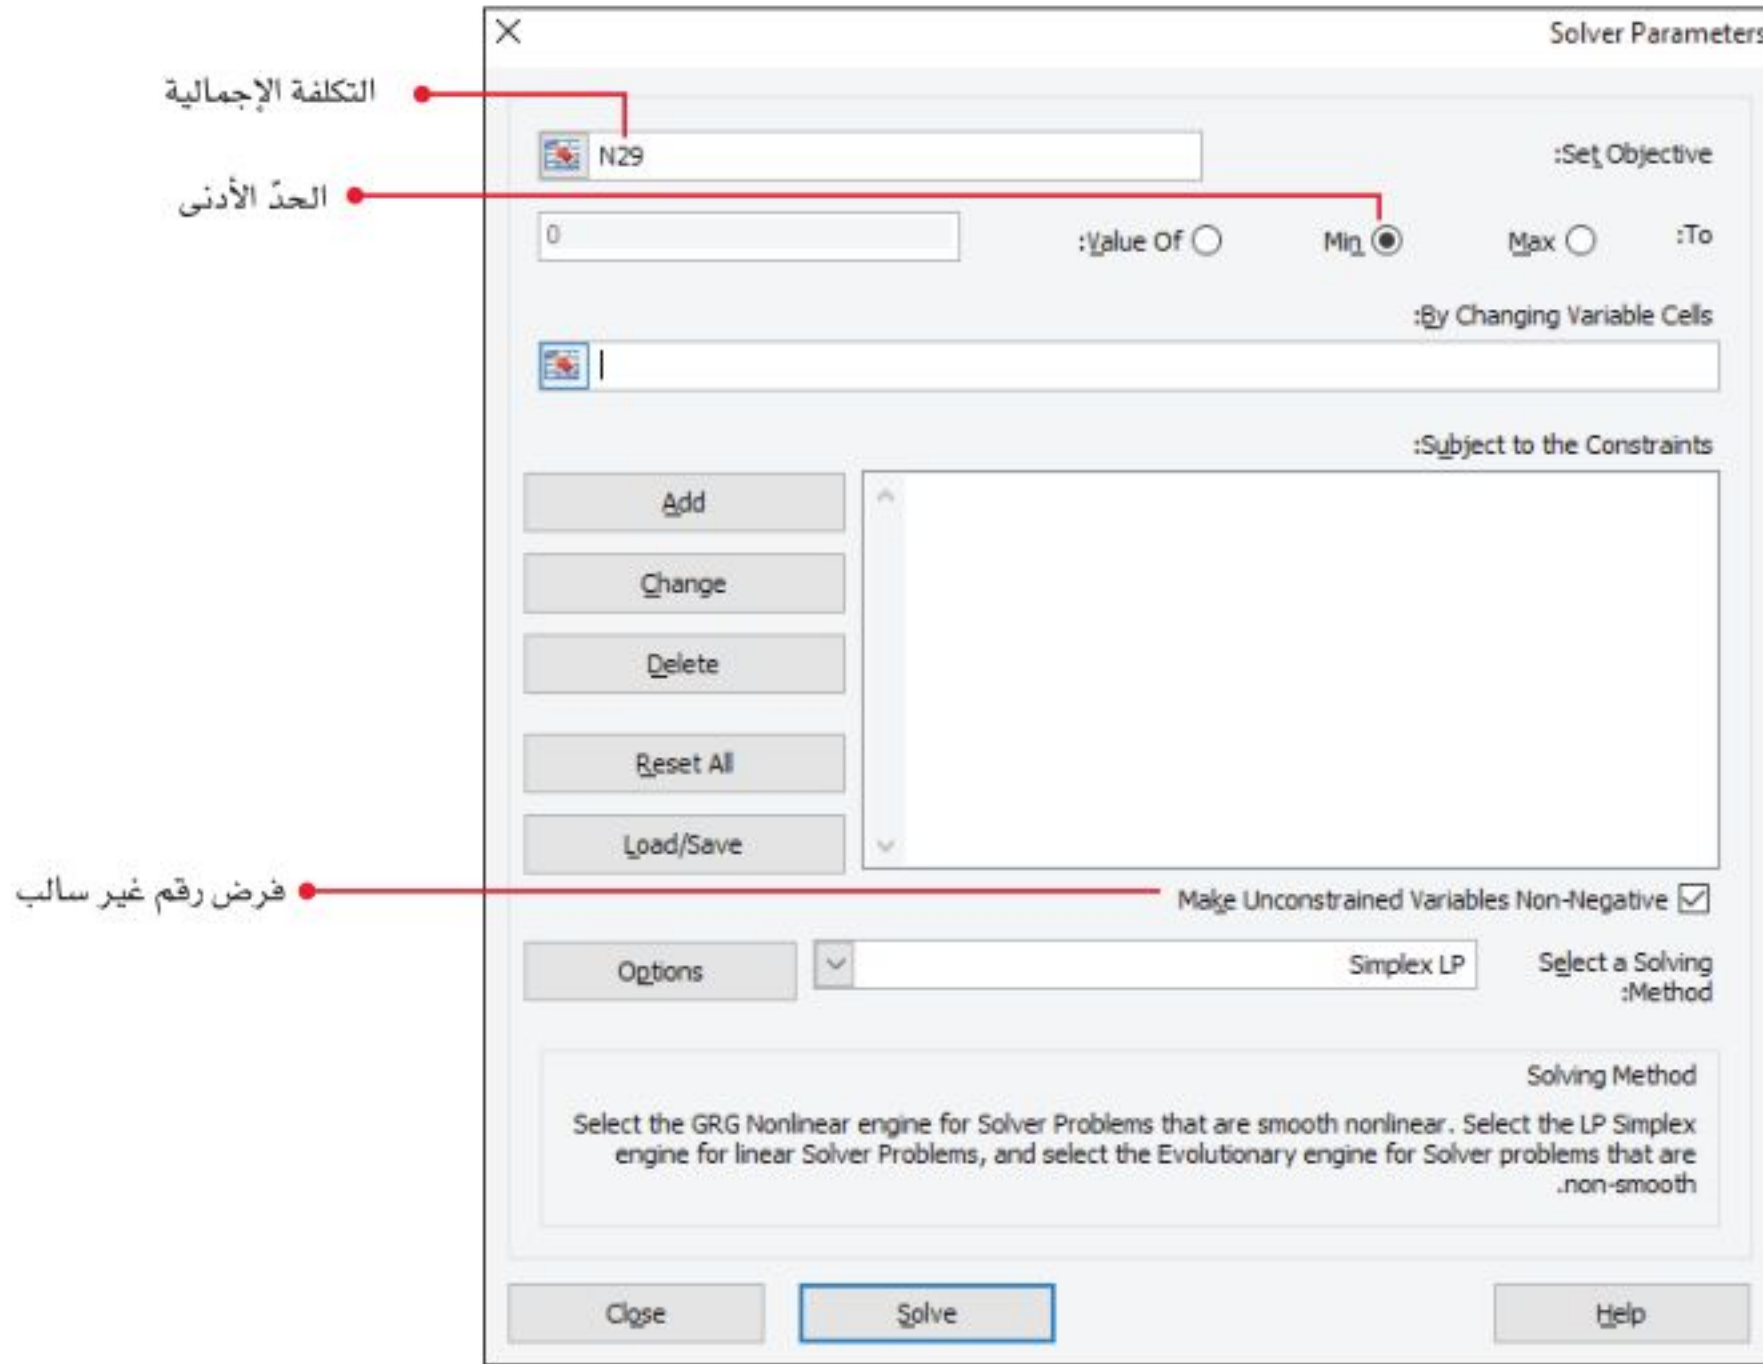 Solver Parameters
التكلفة الإجمالية
N29
:Set Objective
الحدّ الأدنى
:To
Max
Min
:Value Of
0
:By Changing Variable Cells
:Subject to the Constraints
Add
Change
Delete
Reset All
Load/Save
فرض رقم غير سالب
Make Unconstrained Variables Non-Negative
Select a Solving
:Method
Simplex LP
Options
Solving Method
Select the GRG Nonlinear engine for Solver Problems that are smooth nonlinear. Select the LP Simplex
engine for linear Solver Problems, and select the Evolutionary engine for Solver problems that are
.non-smooth
Help
Solve
Close